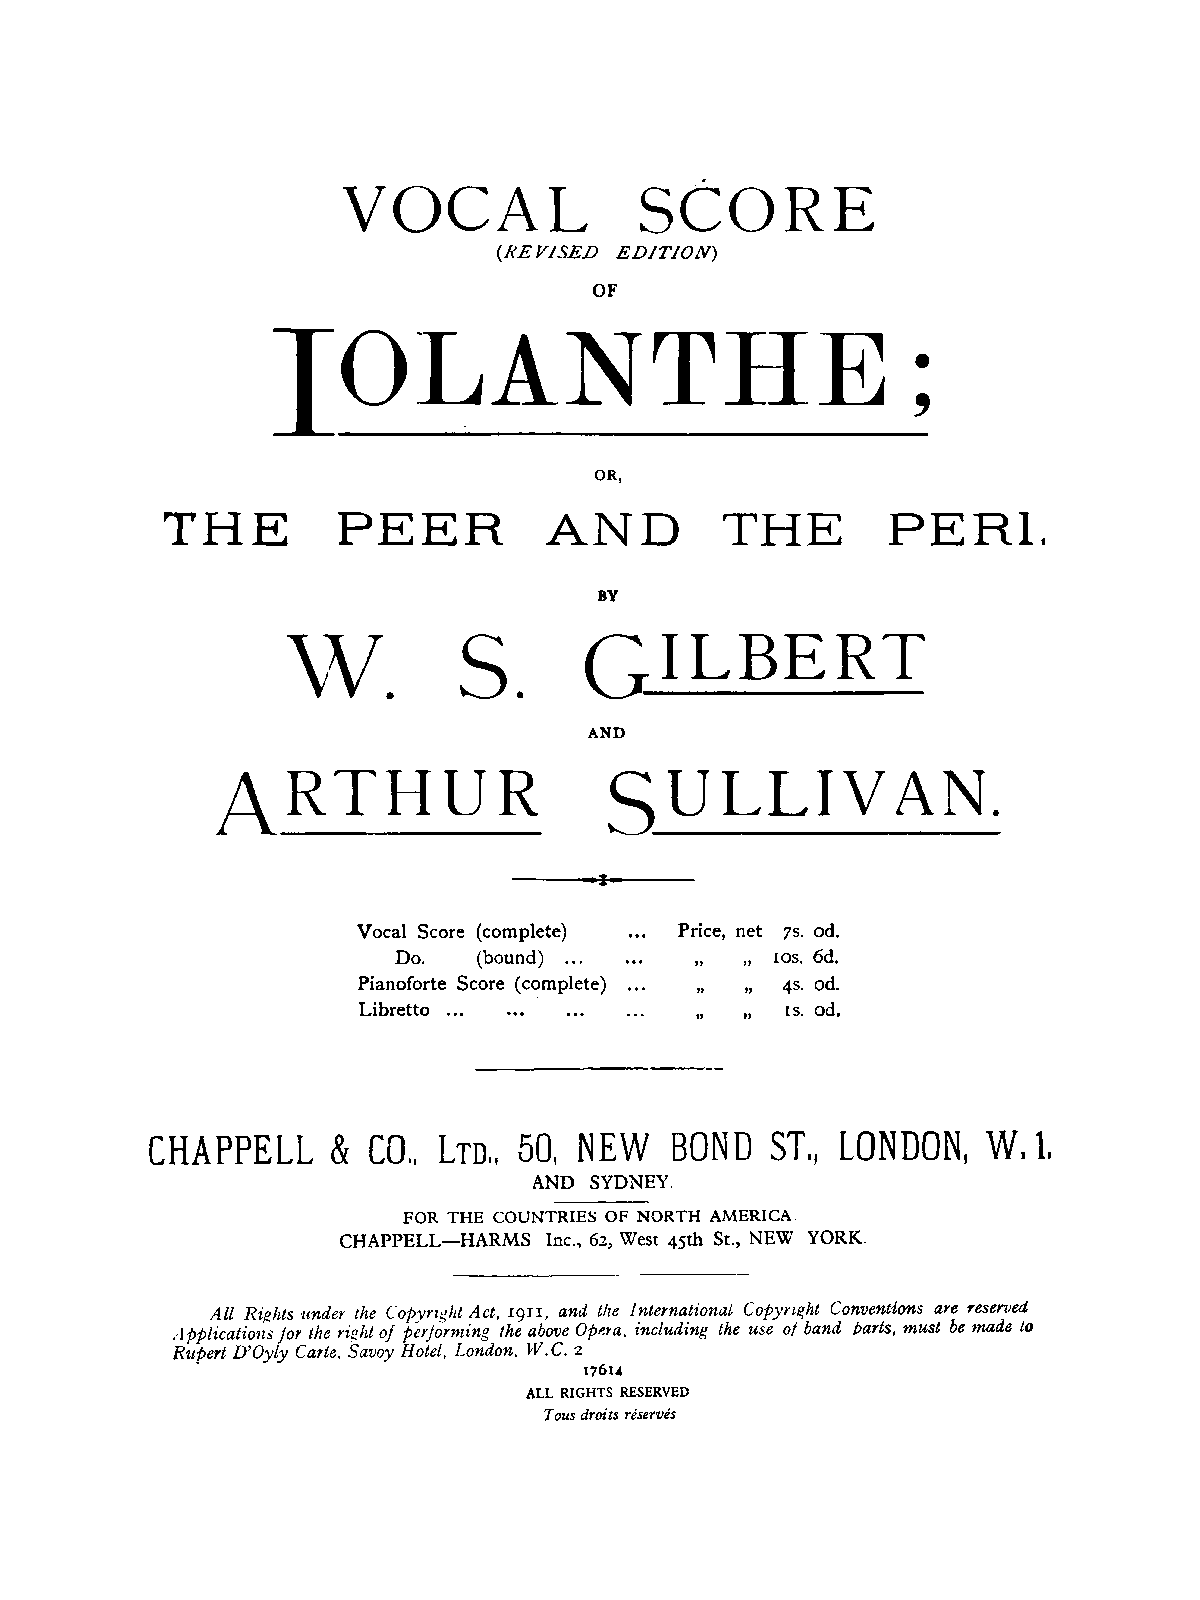 VOCAL SCORE
(REVISED EDITION)
OF
IOLANTHE;
OR,
THE PEER AND THE PERI.
BY
W. S. GILBERT
AND
ARTHUR SULLIVAN.
Vocal Score (complete) ... Price, net 7s. 0d.
Do. (bound) ... ... „ „ 10s. 6d.
Pianoforte Score (complete) ... „ „ 4s. 0d.
Libretto ... ... ... ... „ „ 1s. 0d.
CHAPPELL & CO., LTD., 50, NEW BOND ST., LONDON, W. 1.
AND SYDNEY.
FOR THE COUNTRIES OF NORTH AMERICA.
CHAPPELL—HARMS Inc., 62, West 45th St., NEW YORK.
All Rights under the Copyright Act, 1911, and the International Copyright Conventions are reserved
Applications for the right of performing the above Opera, including the use of band parts, must be made to
Rupert D'Oyly Carte, Savoy Hotel, London, W.C. 2
17614
ALL RIGHTS RESERVED
Tous droits réservés